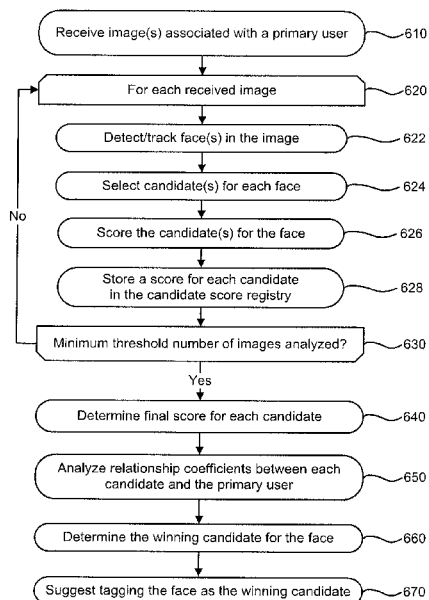 Receive image(s) associated with a primary user
610
For each received image
620
Detect/track face(s) in the image
622
Select candidate(s) for each face
624
No
Score the candidate(s) for the face
626
Store a score for each candidate
in the candidate score registry
628
Minimum threshold number of images analyzed?
630
Yes
Determine final score for each candidate
640
Analyze relationship coefficients between each
candidate and the primary user
650
Determine the winning candidate for the face
660
Suggest tagging the face as the winning candidate
670